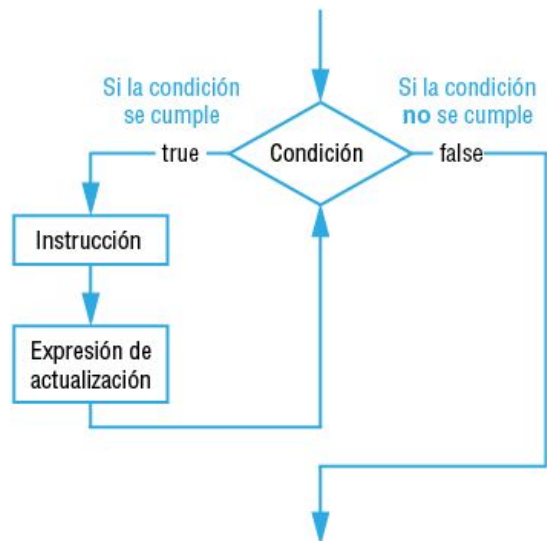 Si la condición
se cumple
Si la condición
no se cumple
true
Condición
false
Instrucción
Expresión de
actualización